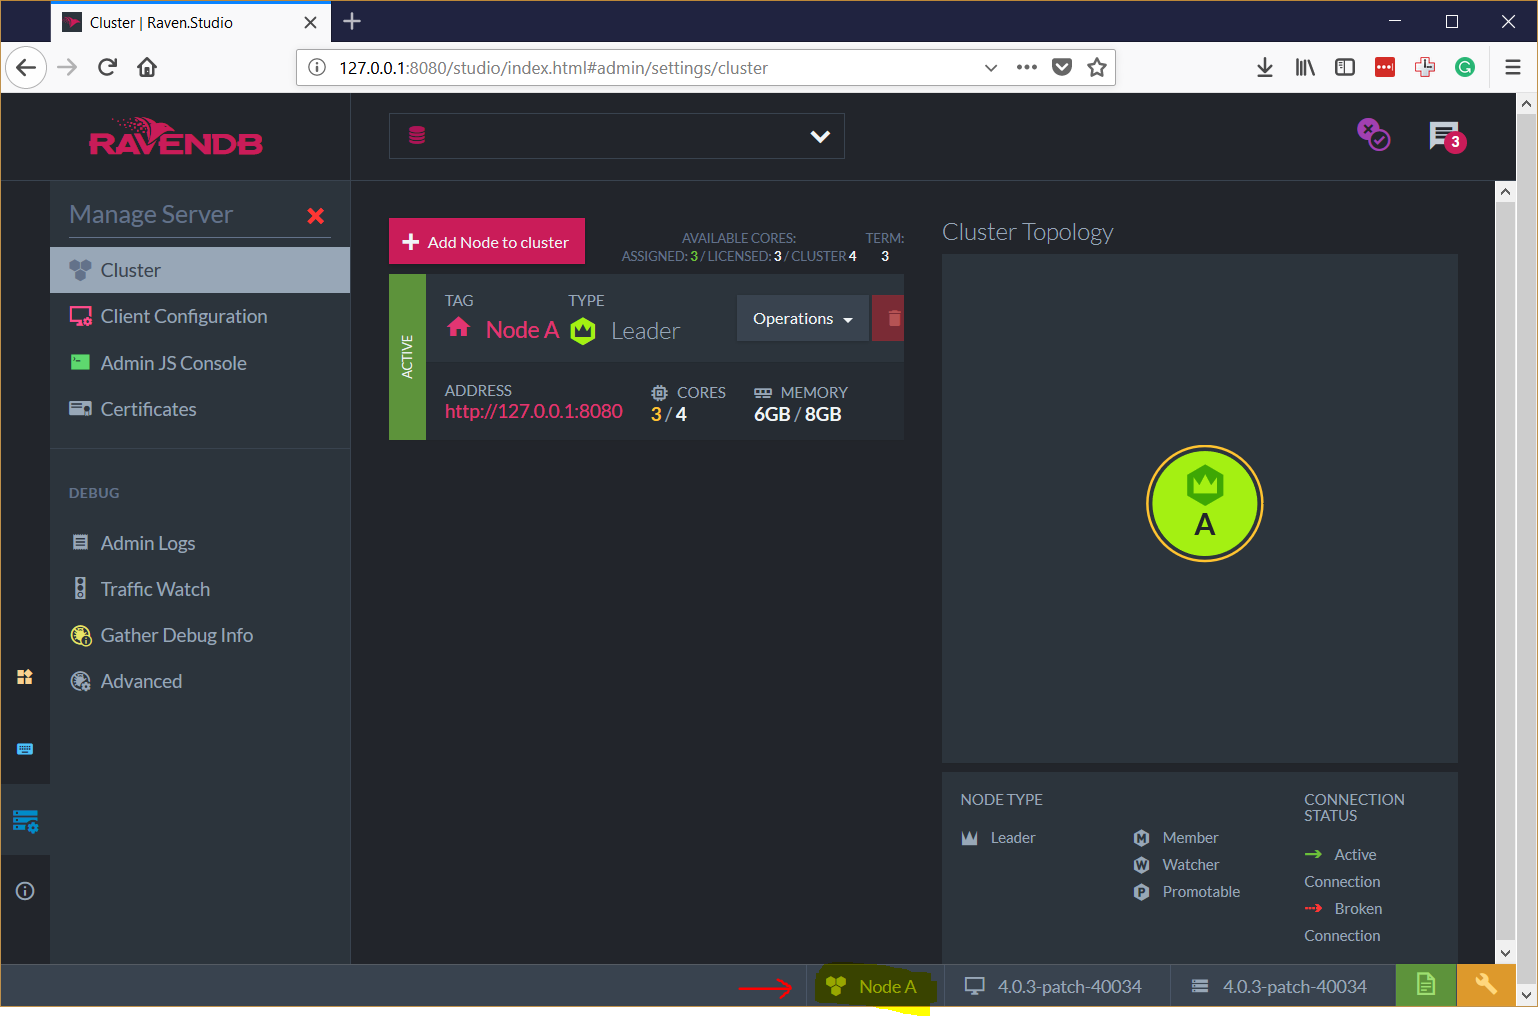 Cluster | Raven.Studio
127.0.0.1:8080/studio/index.html#admin/settings/cluster
RAVENDB
3
Manage Server
Cluster
Client Configuration
Admin JS Console
Certificates
DEBUG
Admin Logs
Traffic Watch
Gather Debug Info
Advanced
Add Node to cluster
AVAILABLE CORES:
ASSIGNED: 3 / LICENSED: 3 / CLUSTER 4
TERM:
3
ACTIVE
TAG
Node A
TYPE
Leader
Operations
ADDRESS
http://127.0.0.1:8080
CORES
3 / 4
MEMORY
6GB / 8GB
Cluster Topology
A
NODE TYPE
Leader
M Member
W Watcher
P Promotable
CONNECTION
STATUS
Active
Connection
Broken
Connection
Node A
4.0.3-patch-40034
4.0.3-patch-40034